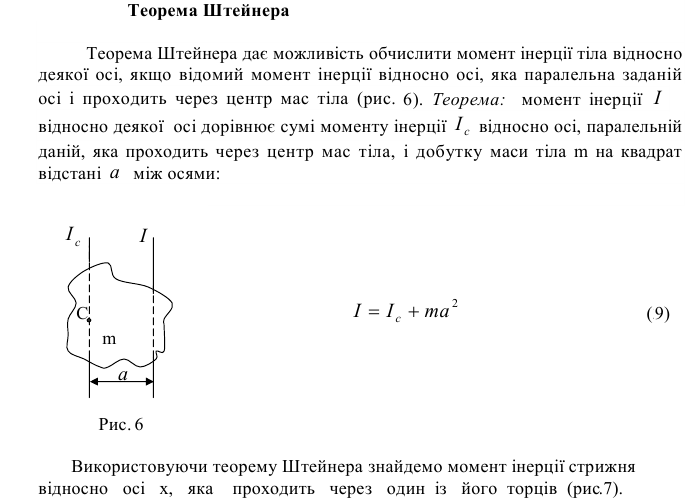 Теорема Штейнера
Теорема Штейнера дає можливість обчислити момент інерції тіла відносно
деякої осі, якщо відомий момент інерції відносно осі, яка паралельна заданій
осі і проходить через центр мас тіла (рис. 6). Теорема: момент інерції I
відносно деякої осі дорівнює сумі моменту інерції I c відносно осі, паралельній
даній, яка проходить через центр мас тіла, і добутку маси тіла m на квадрат
відстані a між осями:
I c I
C
m
a
I = I c + ma 2 (9)
Рис. 6
Використовуючи теорему Штейнера знайдемо момент інерції стрижня
відносно осі x, яка проходить через один із його торців (рис.7).